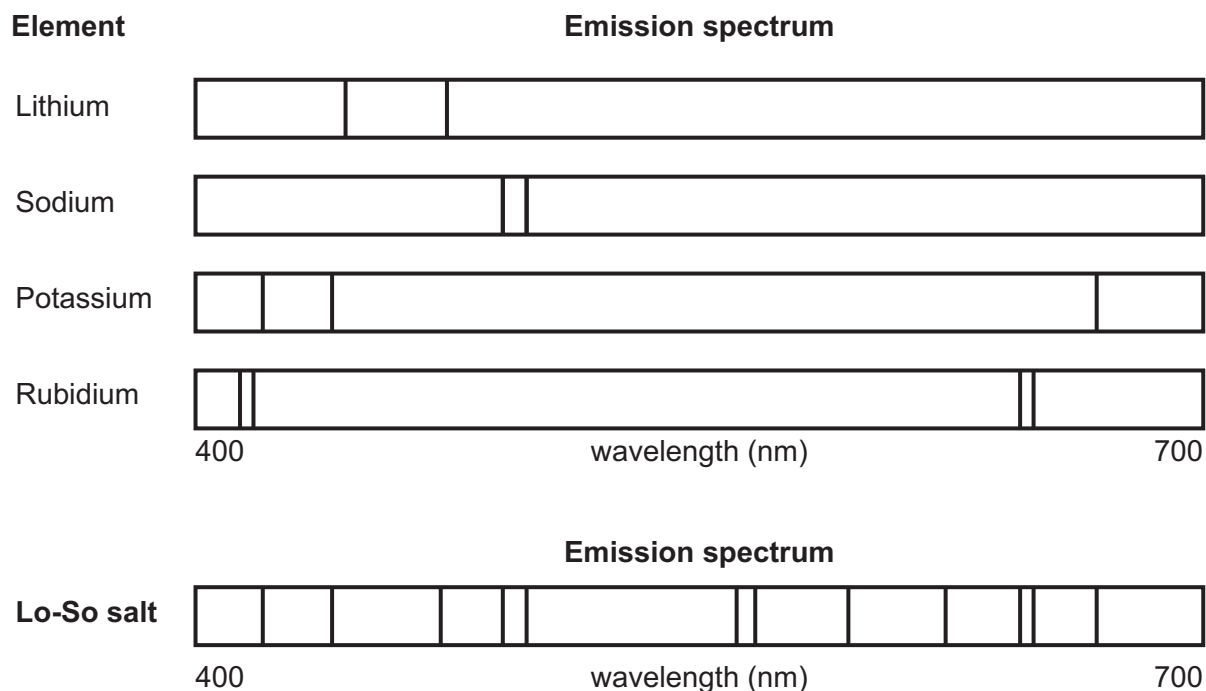 Element Emission spectrum
Lithium
Sodium
Potassium
Rubidium
400 wavelength (nm) 700
Emission spectrum
Lo-So salt
400 wavelength (nm) 700